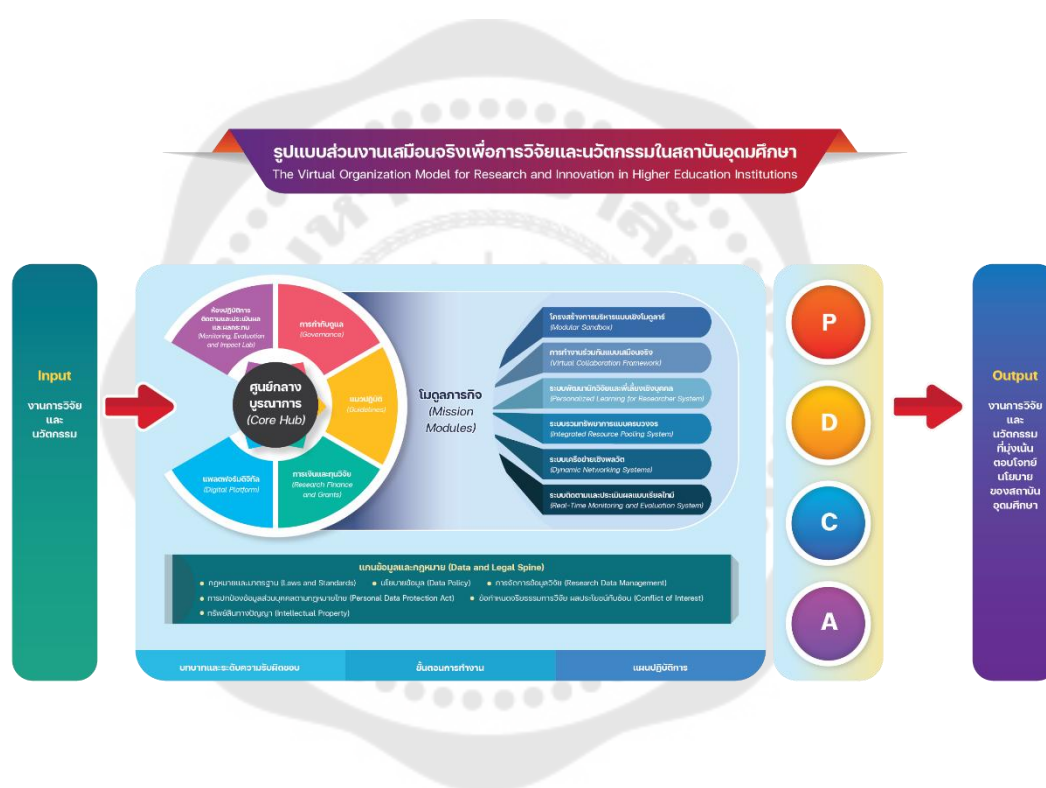 รูปแบบส่วนงานเสมือนจริงเพื่อการวิจัยและนวัตกรรมในสถาบันอุดมศึกษา
The Virtual Organization Model for Research and Innovation in Higher Education Institutions
Input
งานการวิจัย
และ
นวัตกรรม
ห้องปฏิบัติการ
ติดตามและประเมินผล
และผลกระทบ
(Monitoring, Evaluation
and Impact Lab)
การกำกับดูแล
(Governance)
แนวปฏิบัติ
(Guidelines)
การเงินและทุนวิจัย
(Research Finance
and Grants)
แพลตฟอร์มดิจิทัล
(Digital Platform)
ศูนย์กลาง
บูรณาการ
(Core Hub)
โมดูลภารกิจ
(Mission
Modules)
โครงสร้างการบริหารแบบเชิงโมดูลาร์
(Modular Sandbox)
การทำงานร่วมกันแบบเสมือนจริง
(Virtual Collaboration Framework)
ระบบพัฒนานักวิจัยและพี่เลี้ยงเชิงบุคคล
(Personalized Learning for Researcher System)
ระบบรวมทรัพยาการแบบครบวงจร
(Integrated Resource Pooling System)
ระบบเครือข่ายเชิงพลวัต
(Dynamic Networking Systems)
ระบบติดตามและประเมินผลแบบเรียลไทม์
(Real-Time Monitoring and Evaluation System)
แกนข้อมูลและกฎหมาย (Data and Legal Spine)
• กฎหมายและมาตรฐาน (Laws and Standards) • นโยบายข้อมูล (Data Policy) • การจัดการข้อมูลวิจัย (Research Data Management)
• การปกป้องข้อมูลส่วนบุคคลตามกฎหมายไทย (Personal Data Protection Act) • ข้อกำหนดจริยธรรมการวิจัย ผลประโยชน์ทับซ้อน (Conflict of Interest)
• ทรัพย์สินทางปัญญา (Intellectual Property)
บทบาทและระดับความรับผิดชอบ
ขั้นตอนการทำงาน
แผนปฏิบัติการ
P
D
C
A
Output
งานการวิจัย
และ
นวัตกรรม
ที่มุ่งเน้น
ตอบโจทย์
นโยบาย
ของสถาบัน
อุดมศึกษา